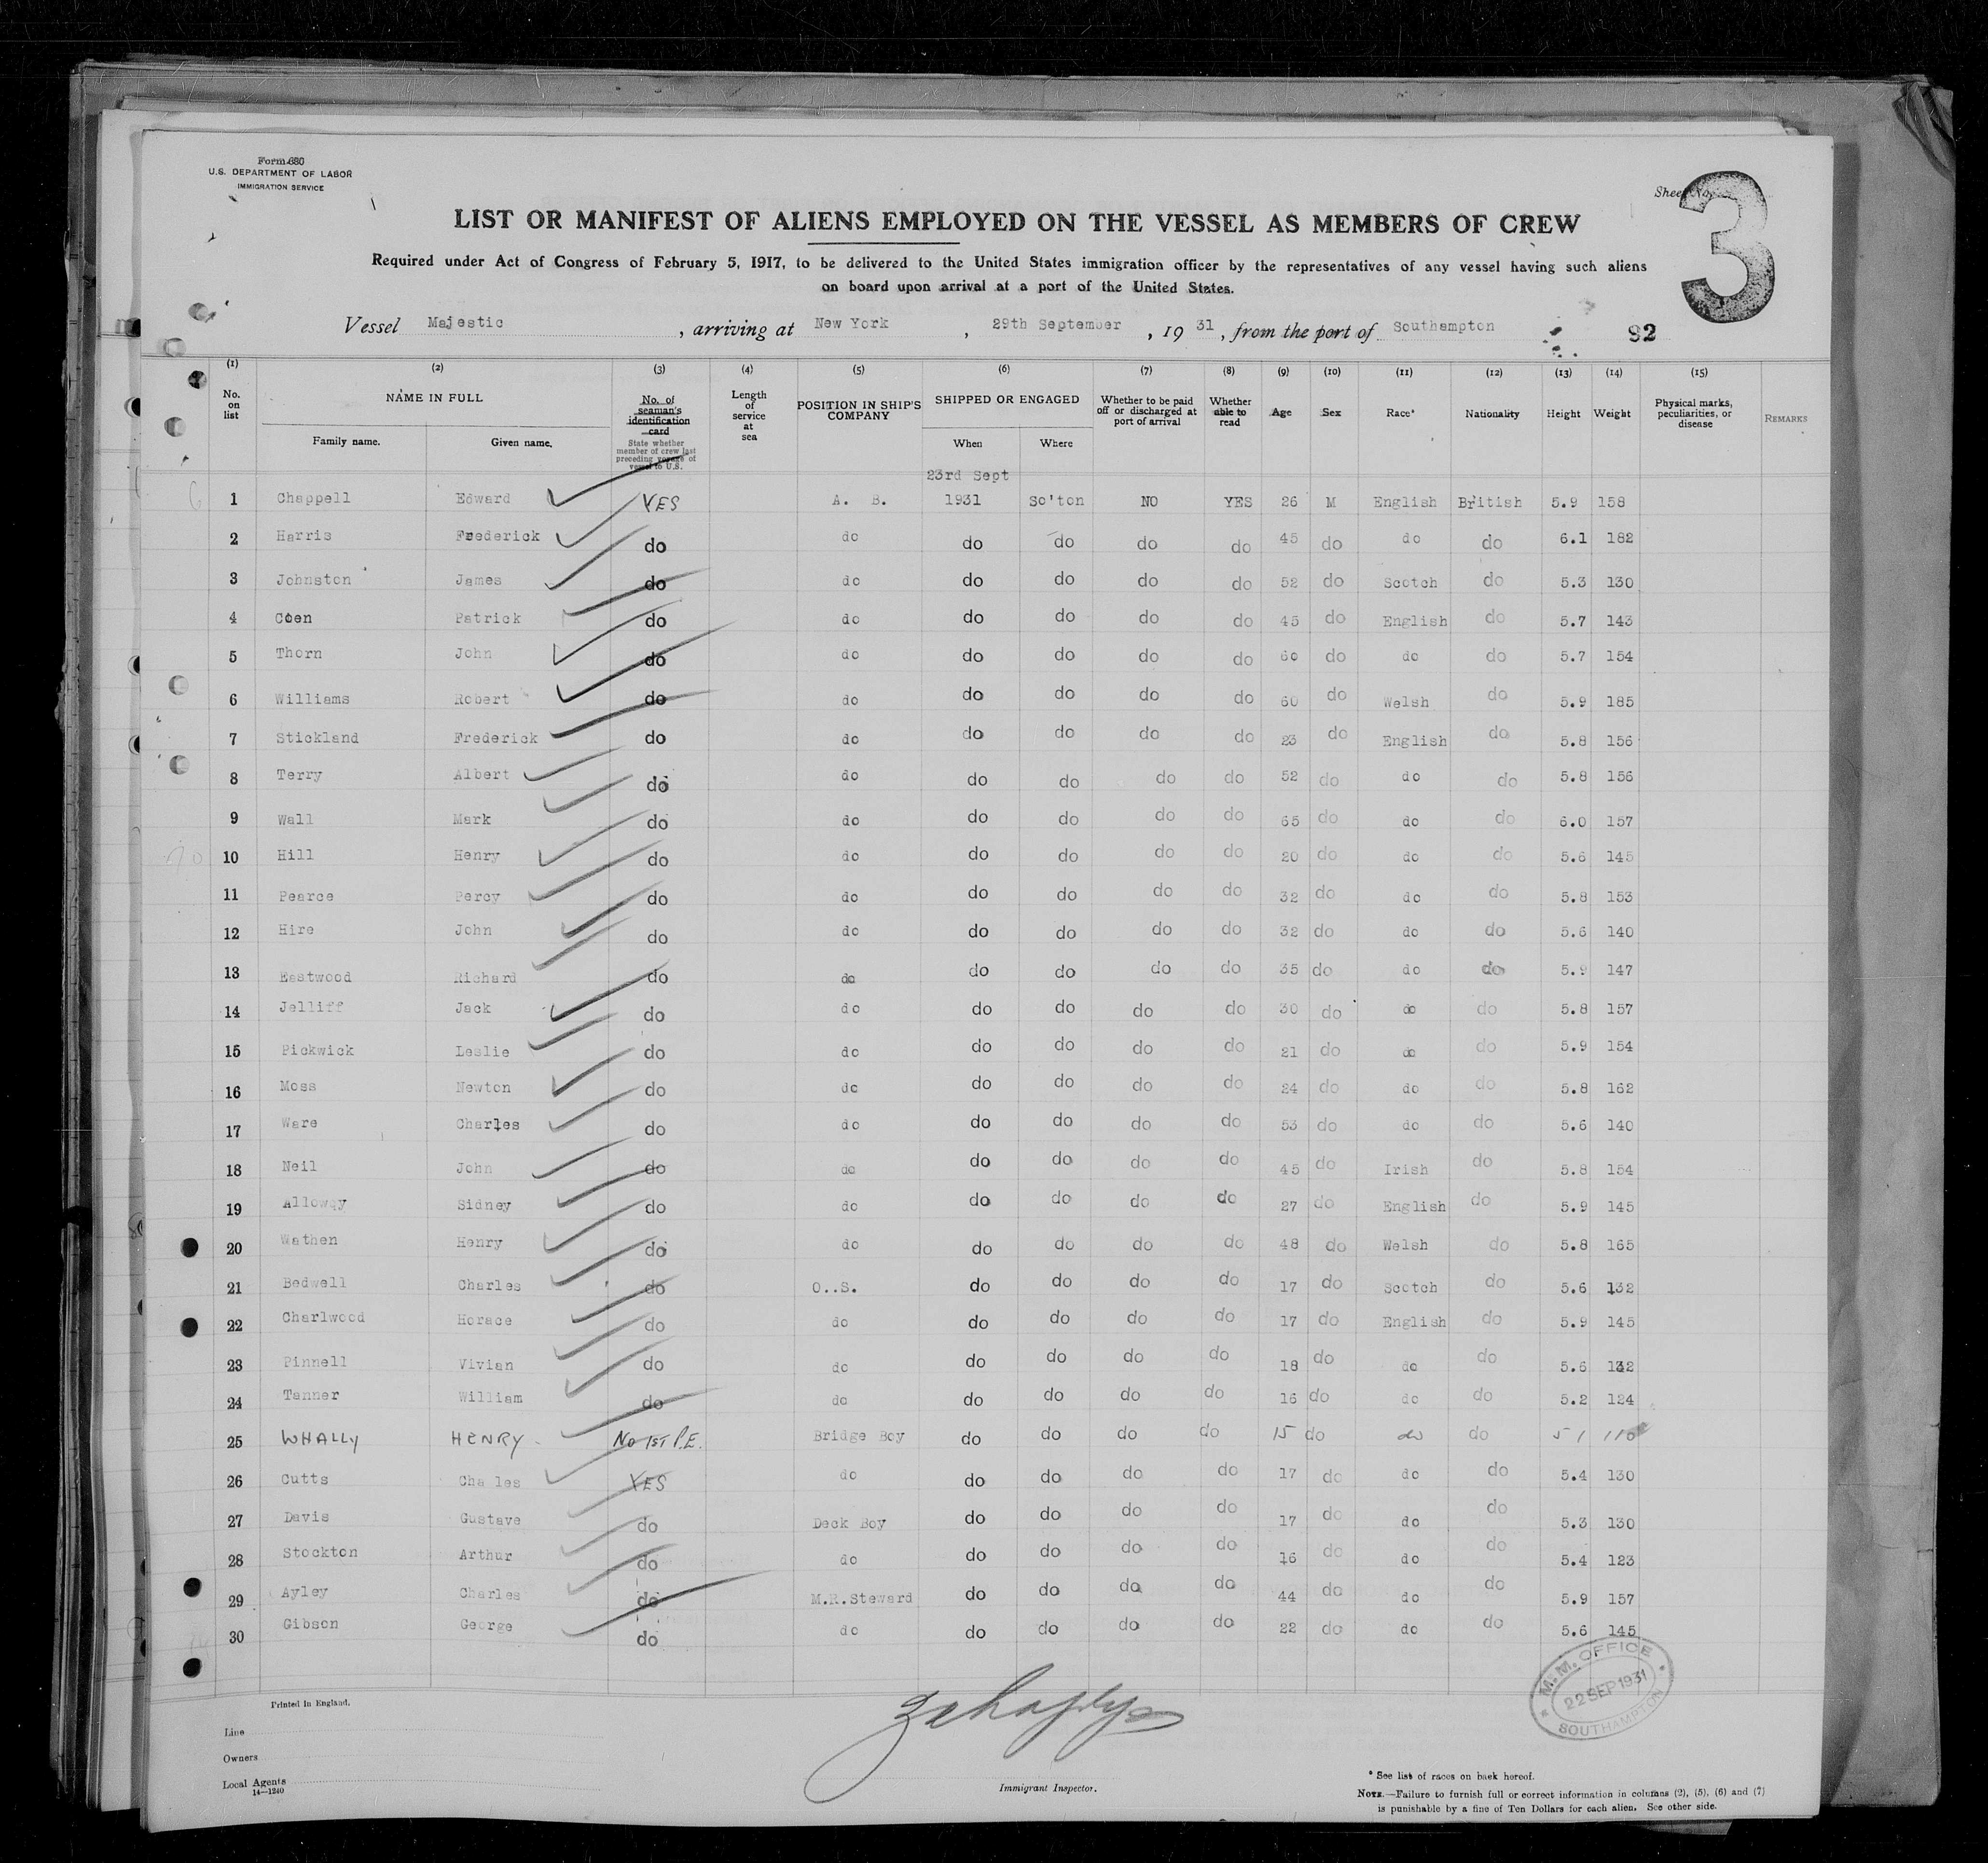 Form 680
U.S. DEPARTMENT OF LABOR
IMMIGRATION SERVICE
Sheet No.
3
LIST OR MANIFEST OF ALIENS EMPLOYED ON THE VESSEL AS MEMBERS OF CREW
Required under Act of Congress of February 5, 1917, to be delivered to the United States immigration officer by the representatives of any vessel having such aliens
on board upon arrival at a port of the United States.
Vessel Majestic , arriving at New York , 29th September , 19 31 , from the port of Southampton 92
(1) (2) (3) (4) (5) (6) (7) (8) (9) (10) (11) (12) (13) (14) (15)
No. on list NAME IN FULL Family name. Given name. No. of seaman's identification card State whether member of crew last preceding voyage of vessel to U.S. Length of service at sea POSITION IN SHIP'S COMPANY SHIPPED OR ENGAGED When Where Whether to be paid off or discharged at port of arrival Whether able to read Age Sex Race* Nationality Height Weight Physical marks, peculiarities, or disease REMARKS
23rd Sept
1 Chappell Edward YES A. B. 1931 So'ton NO YES 26 M English British 5.9 158
2 Harris Frederick do do do do do do 45 do do do 6.1 182
3 Johnston James do do do do do do 52 do Scotch do 5.3 130
4 Coen Patrick do do do do do do 45 do English do 5.7 143
5 Thorn John do do do do do do 60 do do do 5.7 154
6 Williams Robert do do do do do do 60 do Welsh do 5.9 185
7 Stickland Frederick do do do do do do 23 do English do 5.8 156
8 Terry Albert do do do do do do 52 do do do 5.8 156
9 Wall Mark do do do do do do 65 do do do 6.0 157
10 Hill Henry do do do do do do 20 do do do 5.6 145
11 Pearce Percy do do do do do do 32 do do do 5.8 153
12 Hire John do do do do do do 32 do do do 5.6 140
13 Eastwood Richard do do do do do do 35 do do do 5.9 147
14 Jelliff Jack do do do do do do 30 do do do 5.8 157
15 Pickwick Leslie do do do do do do 21 do do do 5.9 154
16 Moss Newton do do do do do do 24 do do do 5.8 162
17 Ware Charles do do do do do do 53 do do do 5.6 140
18 Neil John do do do do do do 45 do Irish do 5.8 154
19 Alloway Sidney do do do do do do 27 do English do 5.9 145
20 Wathen Henry do do do do do do 48 do Welsh do 5.8 165
21 Bedwell Charles do O..S. do do do do 17 do Scotch do 5.6 132
22 Charlwood Horace do do do do do do 17 do English do 5.9 145
23 Pinnell Vivian do do do do do do 18 do do do 5.6 132
24 Tanner William do do do do do do 16 do do do 5.2 124
25 WHALLY HENRY No 1ST P.E. Bridge Boy do do do do 15 do do do 5 1 110
26 Cutts Cha les YES do do do do do 17 do do do 5.4 130
27 Davis Gustave do Deck Boy do do do do 17 do do do 5.3 130
28 Stockton Arthur do do do do do do 16 do do do 5.4 123
29 Ayley Charles do M.R.Steward do do do do 44 do do do 5.9 157
30 Gibson George do do do do do do 22 do do do 5.6 145
M.M. OFFICE
22 SEP 1931
SOUTHAMPTON
Printed in England.
Line
Owners
Local Agents
14—1240
Immigrant Inspector.
* See list of races on back hereof.
NOTE.—Failure to furnish full or correct information in columns (2), (5), (6) and (7)
is punishable by a fine of Ten Dollars for each alien. See other side.